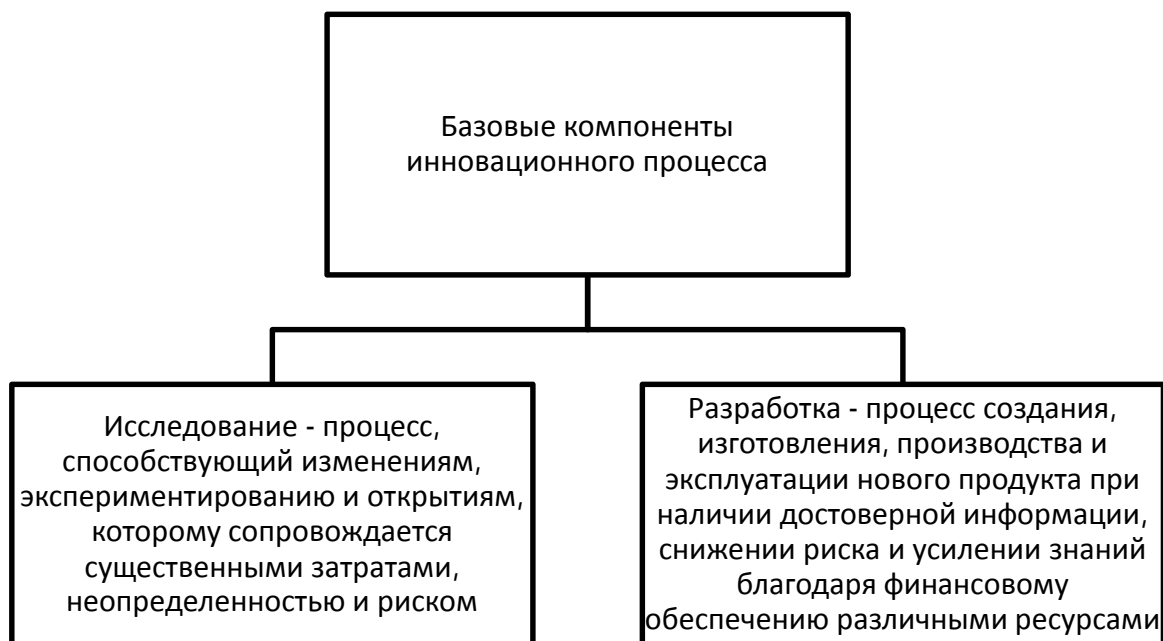 Базовые компоненты
инновационного процесса
Исследование - процесс,
способствующий изменениям,
экспериментированию и открытиям,
которому сопровождается
существенными затратами,
неопределенностью и риском
Разработка - процесс создания,
изготовления, производства и
эксплуатации нового продукта при
наличии достоверной информации,
снижении риска и усилении знаний
благодаря финансовому
обеспечению различными ресурсами